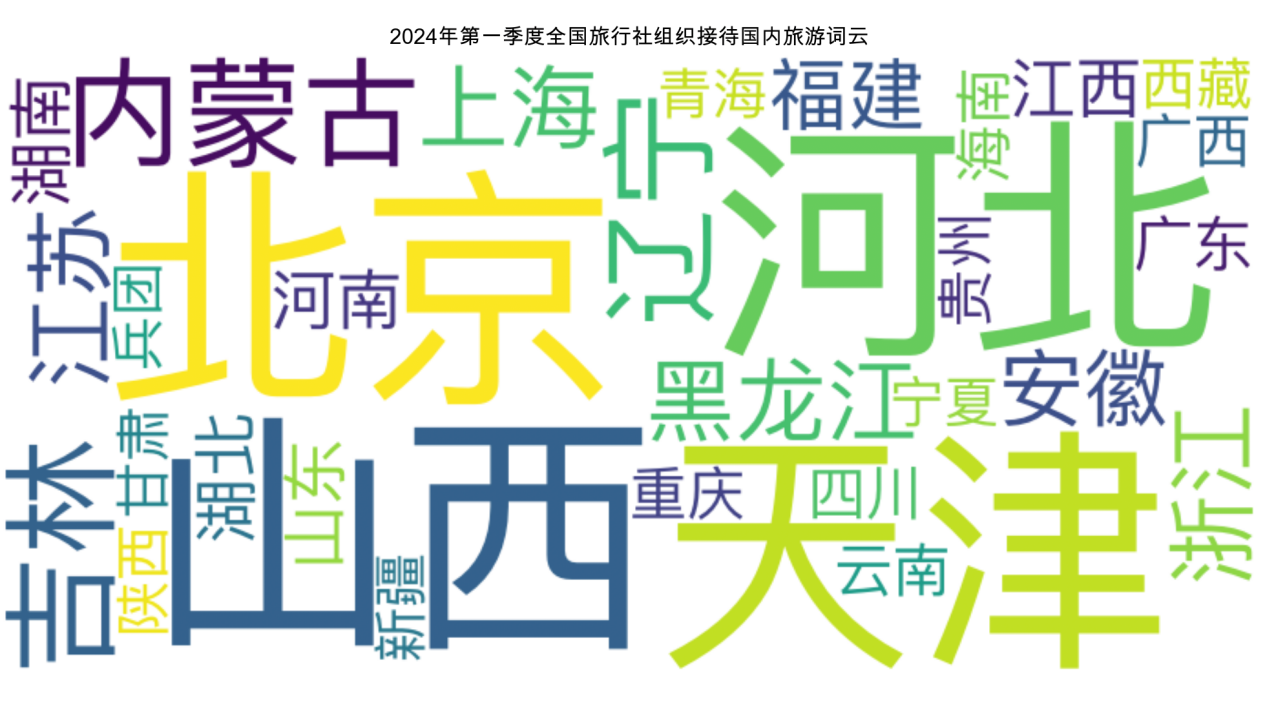 2024年第一季度全国旅行社组织接待国内旅游词云
湖南
内蒙古
上海
辽宁
青海
福建
海南
江西
西藏
广西
江苏
兵团
北京
河南
河北
贵州
广东
黑龙江
宁夏
安徽
吉林
甘肃
陕西
湖北
山东
山西
新疆
重庆
天津
四川
云南
浙江